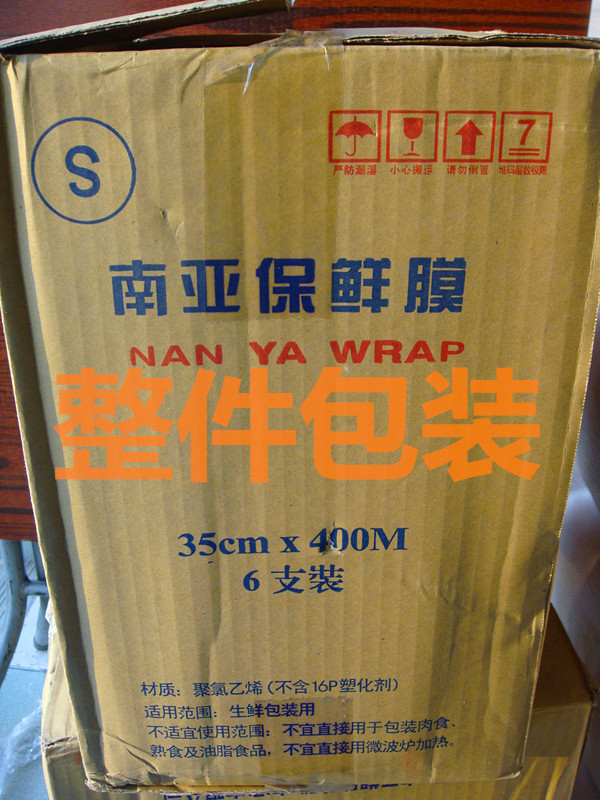 S
7
严防潮湿 小心搬运 请勿倒置 堆码层数极限
南亚保鲜膜
NAN YA WRAP
整件包装
35cm x 400M
6支裝
材质：聚氯乙烯（不含16P塑化剂）
适用范围：生鲜包装用
不适宜使用范围：不宜直接用于包装肉食、
熟食及油脂食品，不宜直接用微波炉加热。